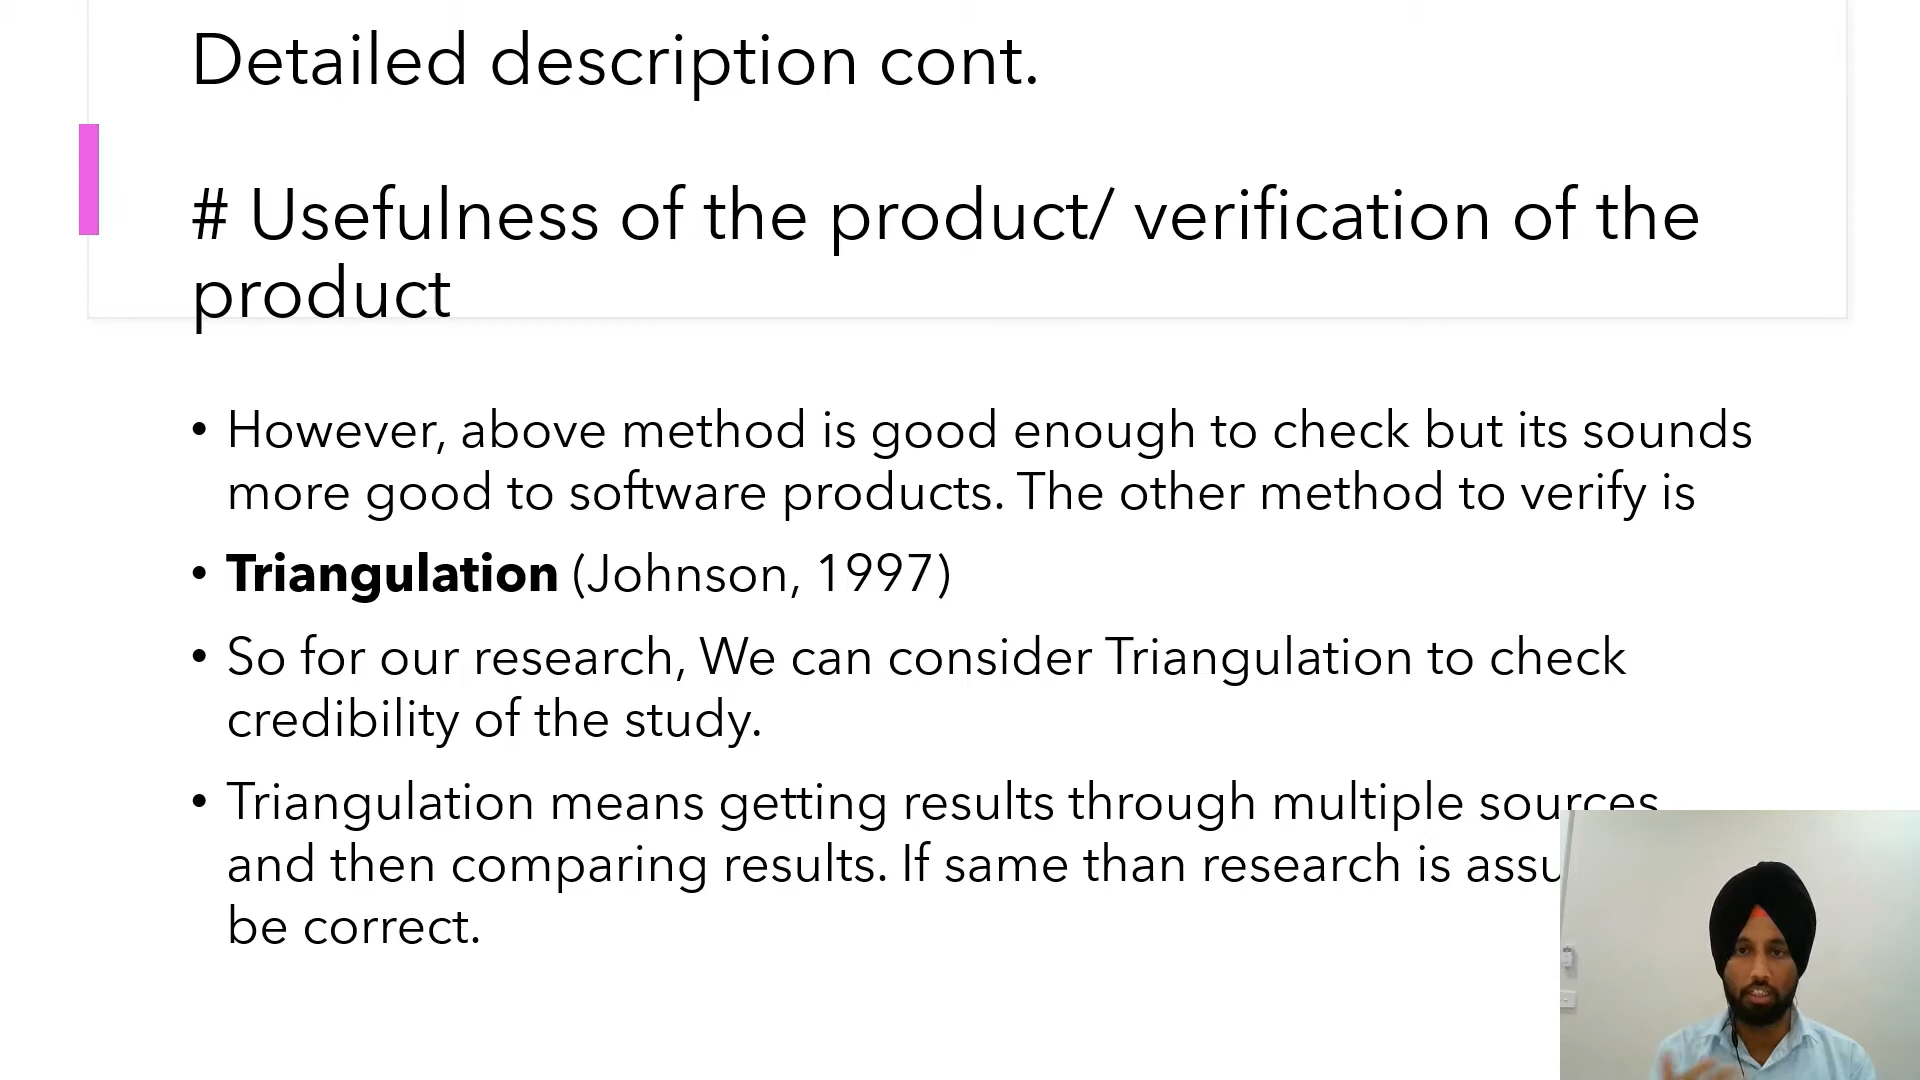 Detailed description cont.
# Usefulness of the product/ verification of the
product
• However, above method is good enough to check but its sounds
more good to software products. The other method to verify is
• Triangulation (Johnson, 1997)
• So for our research, We can consider Triangulation to check
credibility of the study.
• Triangulation means getting results through multiple sources
and then comparing results. If same than research is
be correct.